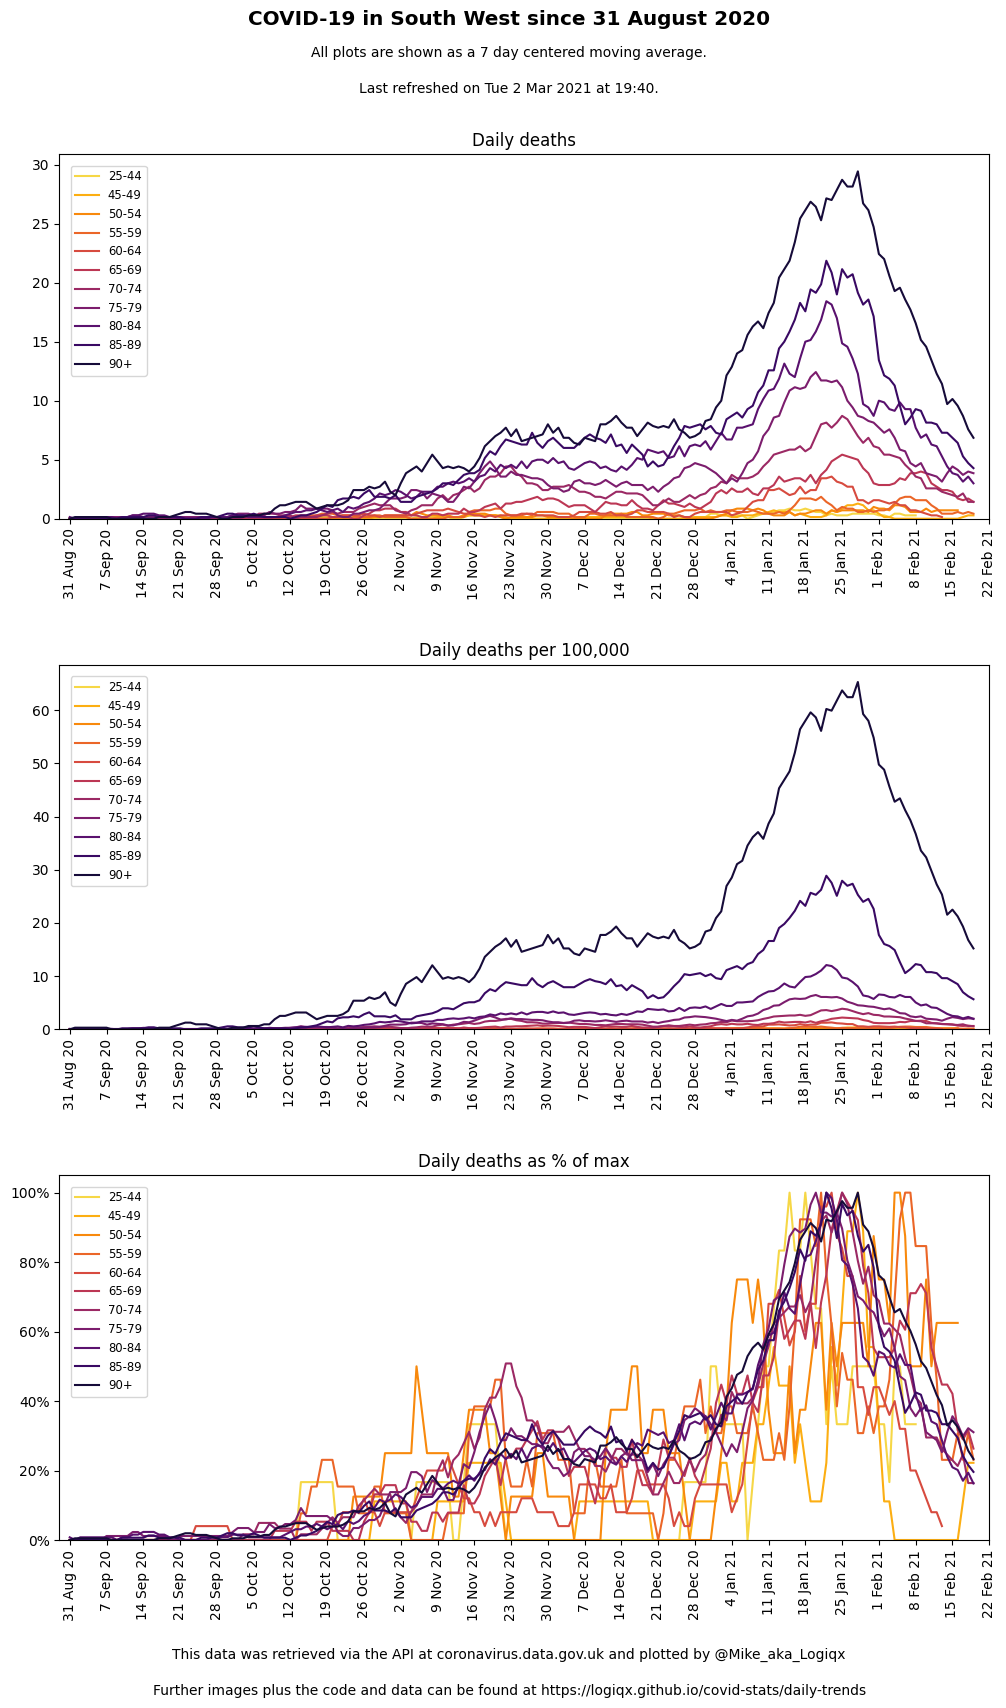 COVID-19 in South West since 31 August 2020
All plots are shown as a 7 day centered moving average.
Last refreshed on Tue 2 Mar 2021 at 19:40.
Daily deaths
30
25
20
15
10
5
0
25-44
45-49
50-54
55-59
60-64
65-69
70-74
75-79
80-84
85-89
90+
31 Aug 20
7 Sep 20
14 Sep 20
21 Sep 20
28 Sep 20
5 Oct 20
12 Oct 20
19 Oct 20
26 Oct 20
2 Nov 20
9 Nov 20
16 Nov 20
23 Nov 20
30 Nov 20
7 Dec 20
14 Dec 20
21 Dec 20
28 Dec 20
4 Jan 21
11 Jan 21
18 Jan 21
25 Jan 21
1 Feb 21
8 Feb 21
15 Feb 21
22 Feb 21
Daily deaths per 100,000
60
50
40
30
20
10
0
25-44
45-49
50-54
55-59
60-64
65-69
70-74
75-79
80-84
85-89
90+
31 Aug 20
7 Sep 20
14 Sep 20
21 Sep 20
28 Sep 20
5 Oct 20
12 Oct 20
19 Oct 20
26 Oct 20
2 Nov 20
9 Nov 20
16 Nov 20
23 Nov 20
30 Nov 20
7 Dec 20
14 Dec 20
21 Dec 20
28 Dec 20
4 Jan 21
11 Jan 21
18 Jan 21
25 Jan 21
1 Feb 21
8 Feb 21
15 Feb 21
22 Feb 21
Daily deaths as % of max
100%
80%
60%
40%
20%
0%
25-44
45-49
50-54
55-59
60-64
65-69
70-74
75-79
80-84
85-89
90+
31 Aug 20
7 Sep 20
14 Sep 20
21 Sep 20
28 Sep 20
5 Oct 20
12 Oct 20
19 Oct 20
26 Oct 20
2 Nov 20
9 Nov 20
16 Nov 20
23 Nov 20
30 Nov 20
7 Dec 20
14 Dec 20
21 Dec 20
28 Dec 20
4 Jan 21
11 Jan 21
18 Jan 21
25 Jan 21
1 Feb 21
8 Feb 21
15 Feb 21
22 Feb 21
This data was retrieved via the API at coronavirus.data.gov.uk and plotted by @Mike_aka_Logiqx
Further images plus the code and data can be found at https://logiqx.github.io/covid-stats/daily-trends